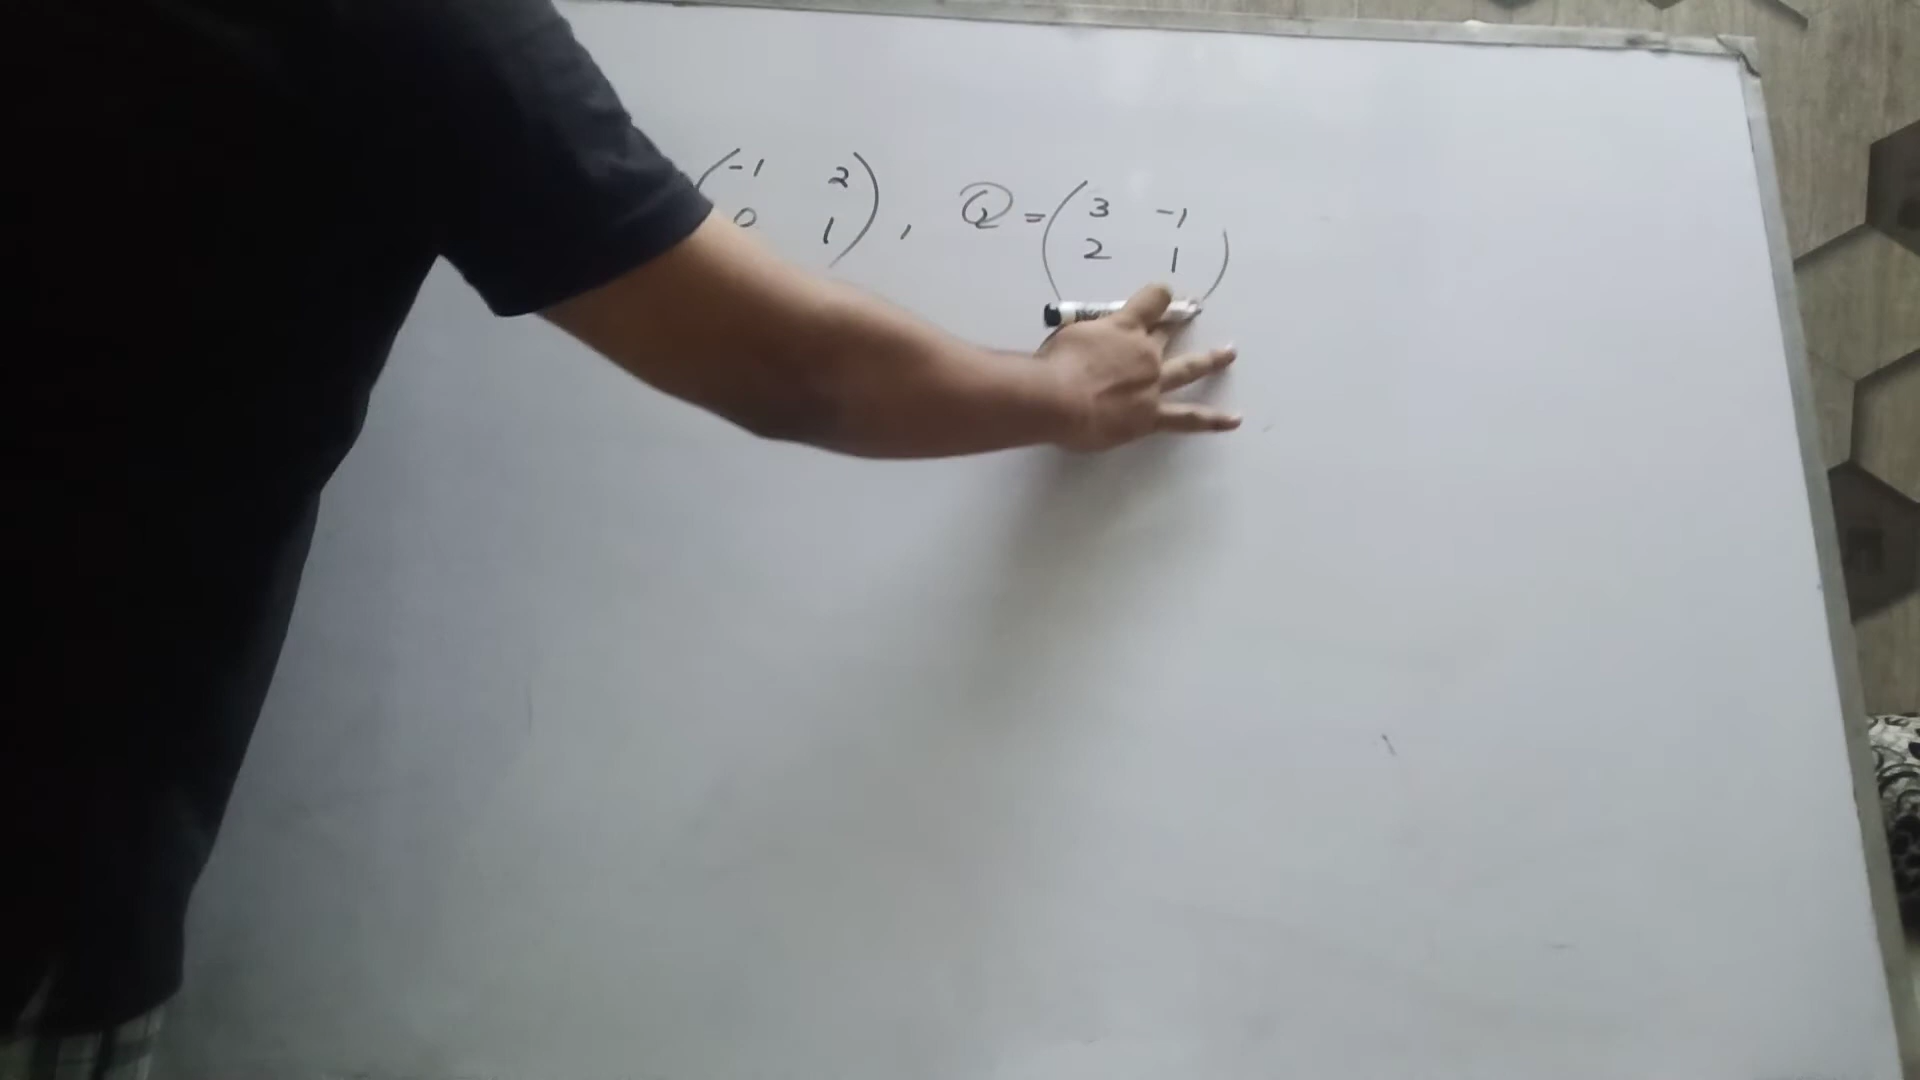 (-1 2
0 1), Q = (3 -1
2 1)